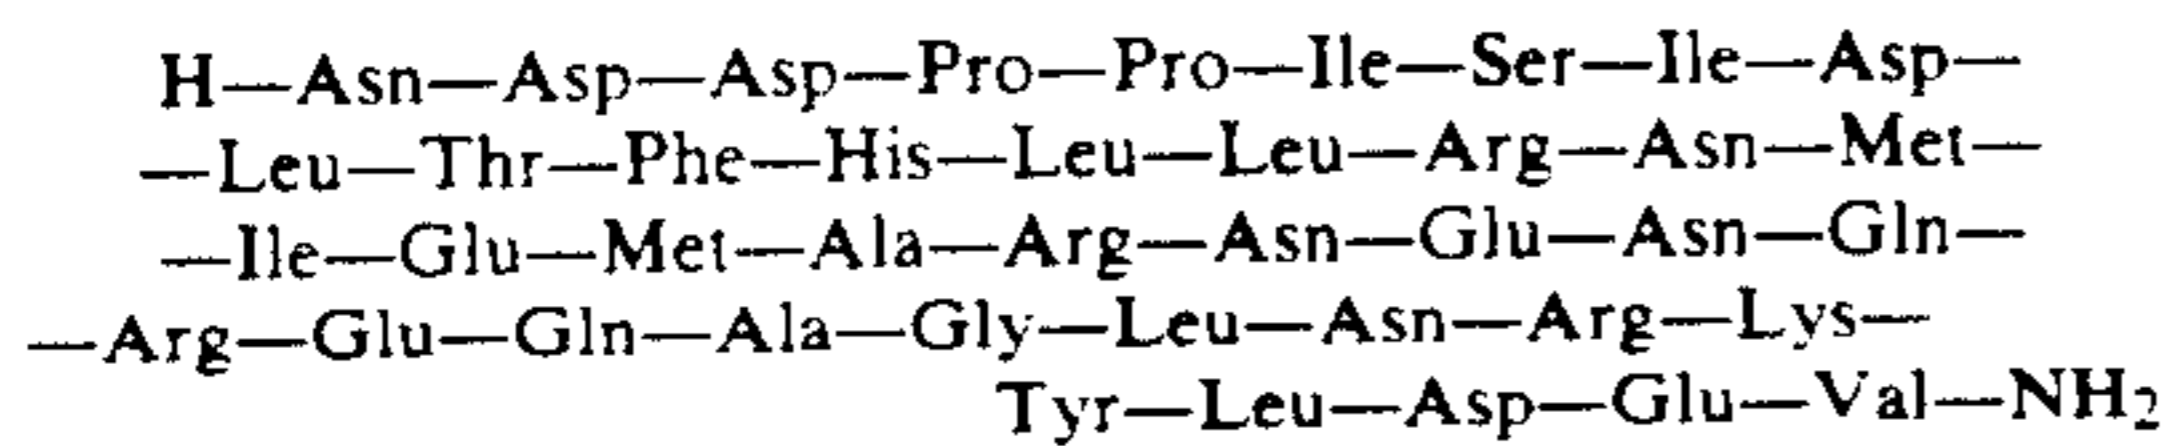 H—Asn—Asp—Asp—Pro—Pro—Ile—Ser—Ile—Asp—
—Leu—Thr—Phe—His—Leu—Leu—Arg—Asn—Met—
—Ile—Glu—Met—Ala—Arg—Asn—Glu—Asn—Gln—
—Arg—Glu—Gln—Ala—Gly—Leu—Asn—Arg—Lys—
Tyr—Leu—Asp—Glu—Val—NH2